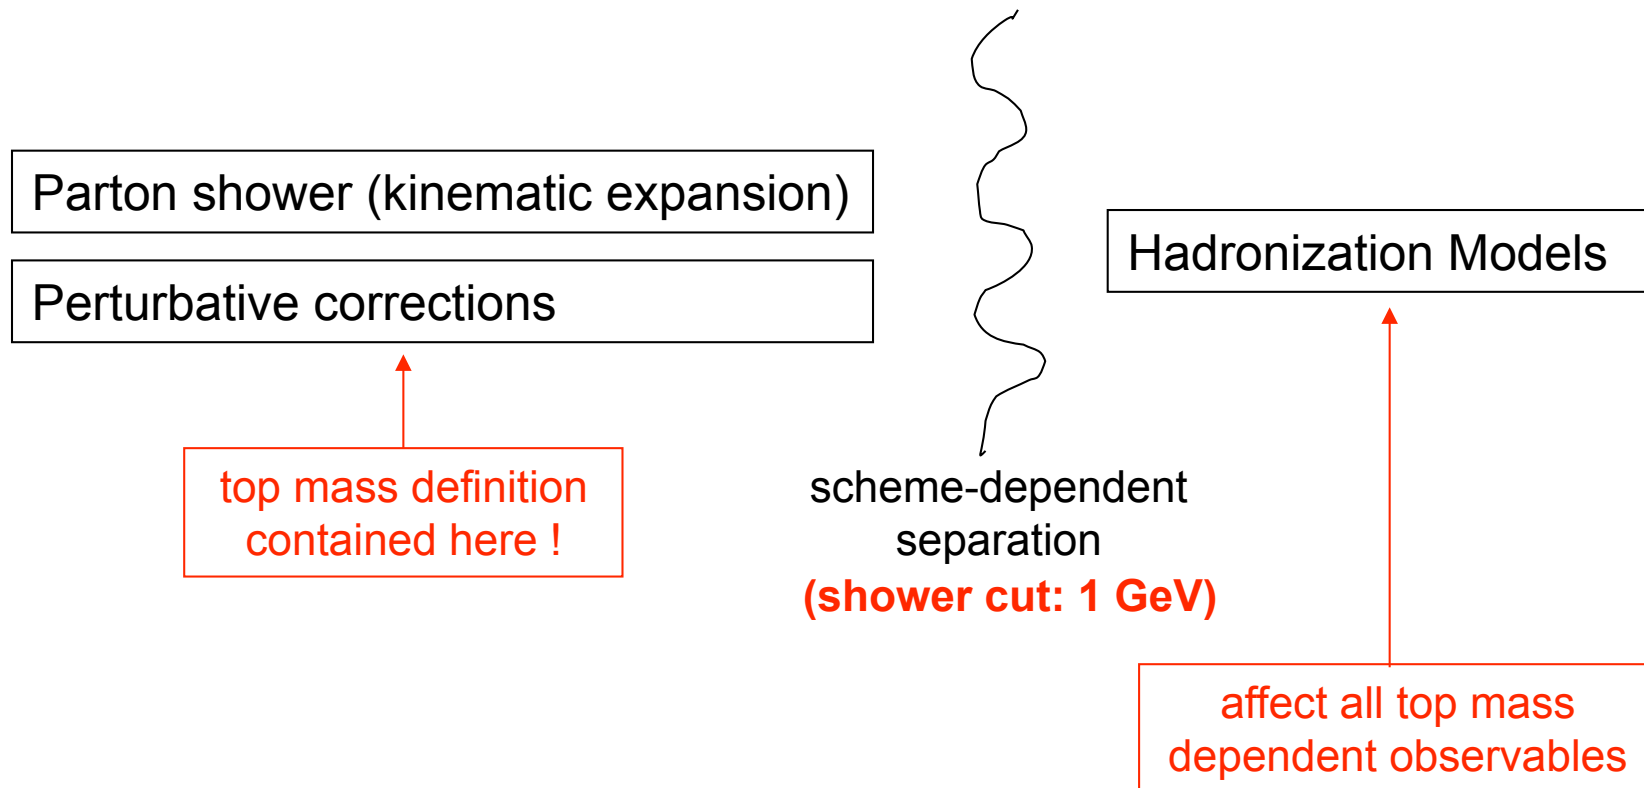 Parton shower (kinematic expansion)
Perturbative corrections
Hadronization Models
top mass definition
contained here !
scheme-dependent
separation
(shower cut: 1 GeV)
affect all top mass
dependent observables